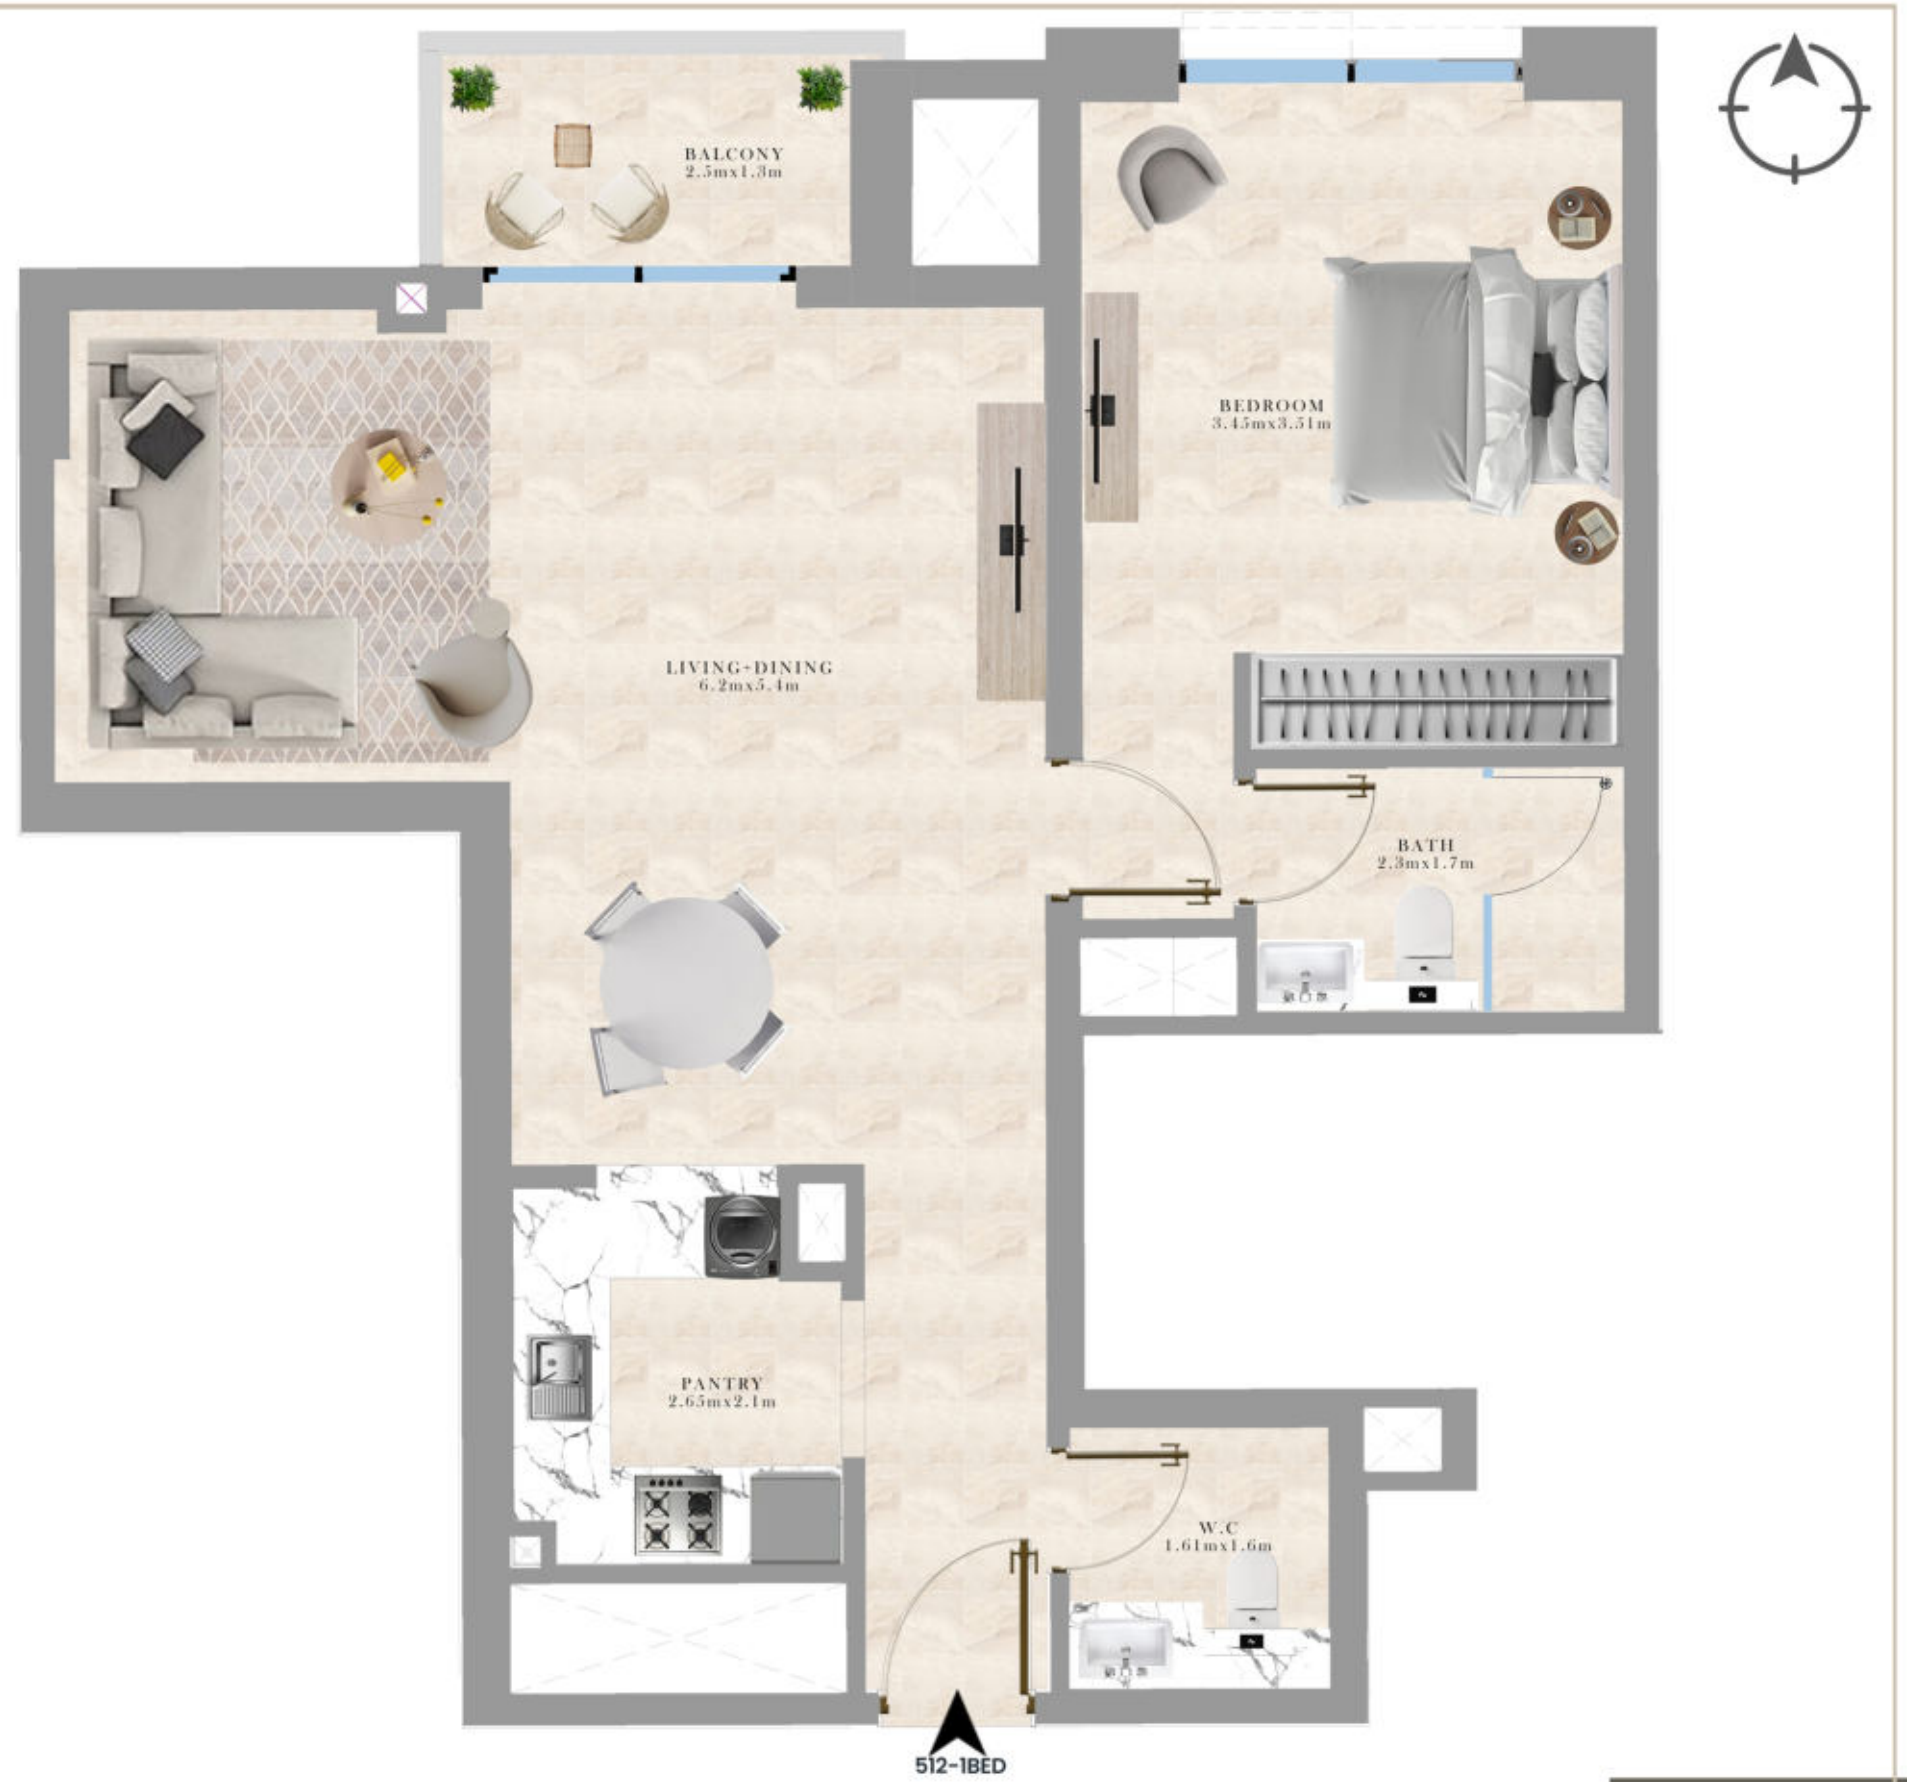 BALCONY
2.5mx1.3m
BEDROOM
3.45mx3.51m
LIVING+DINING
6.2mx5.4m
BATH
2.3mx1.7m
PANTRY
2.65mx2.1m
W.C
1.61mx1.6m
512-1BED